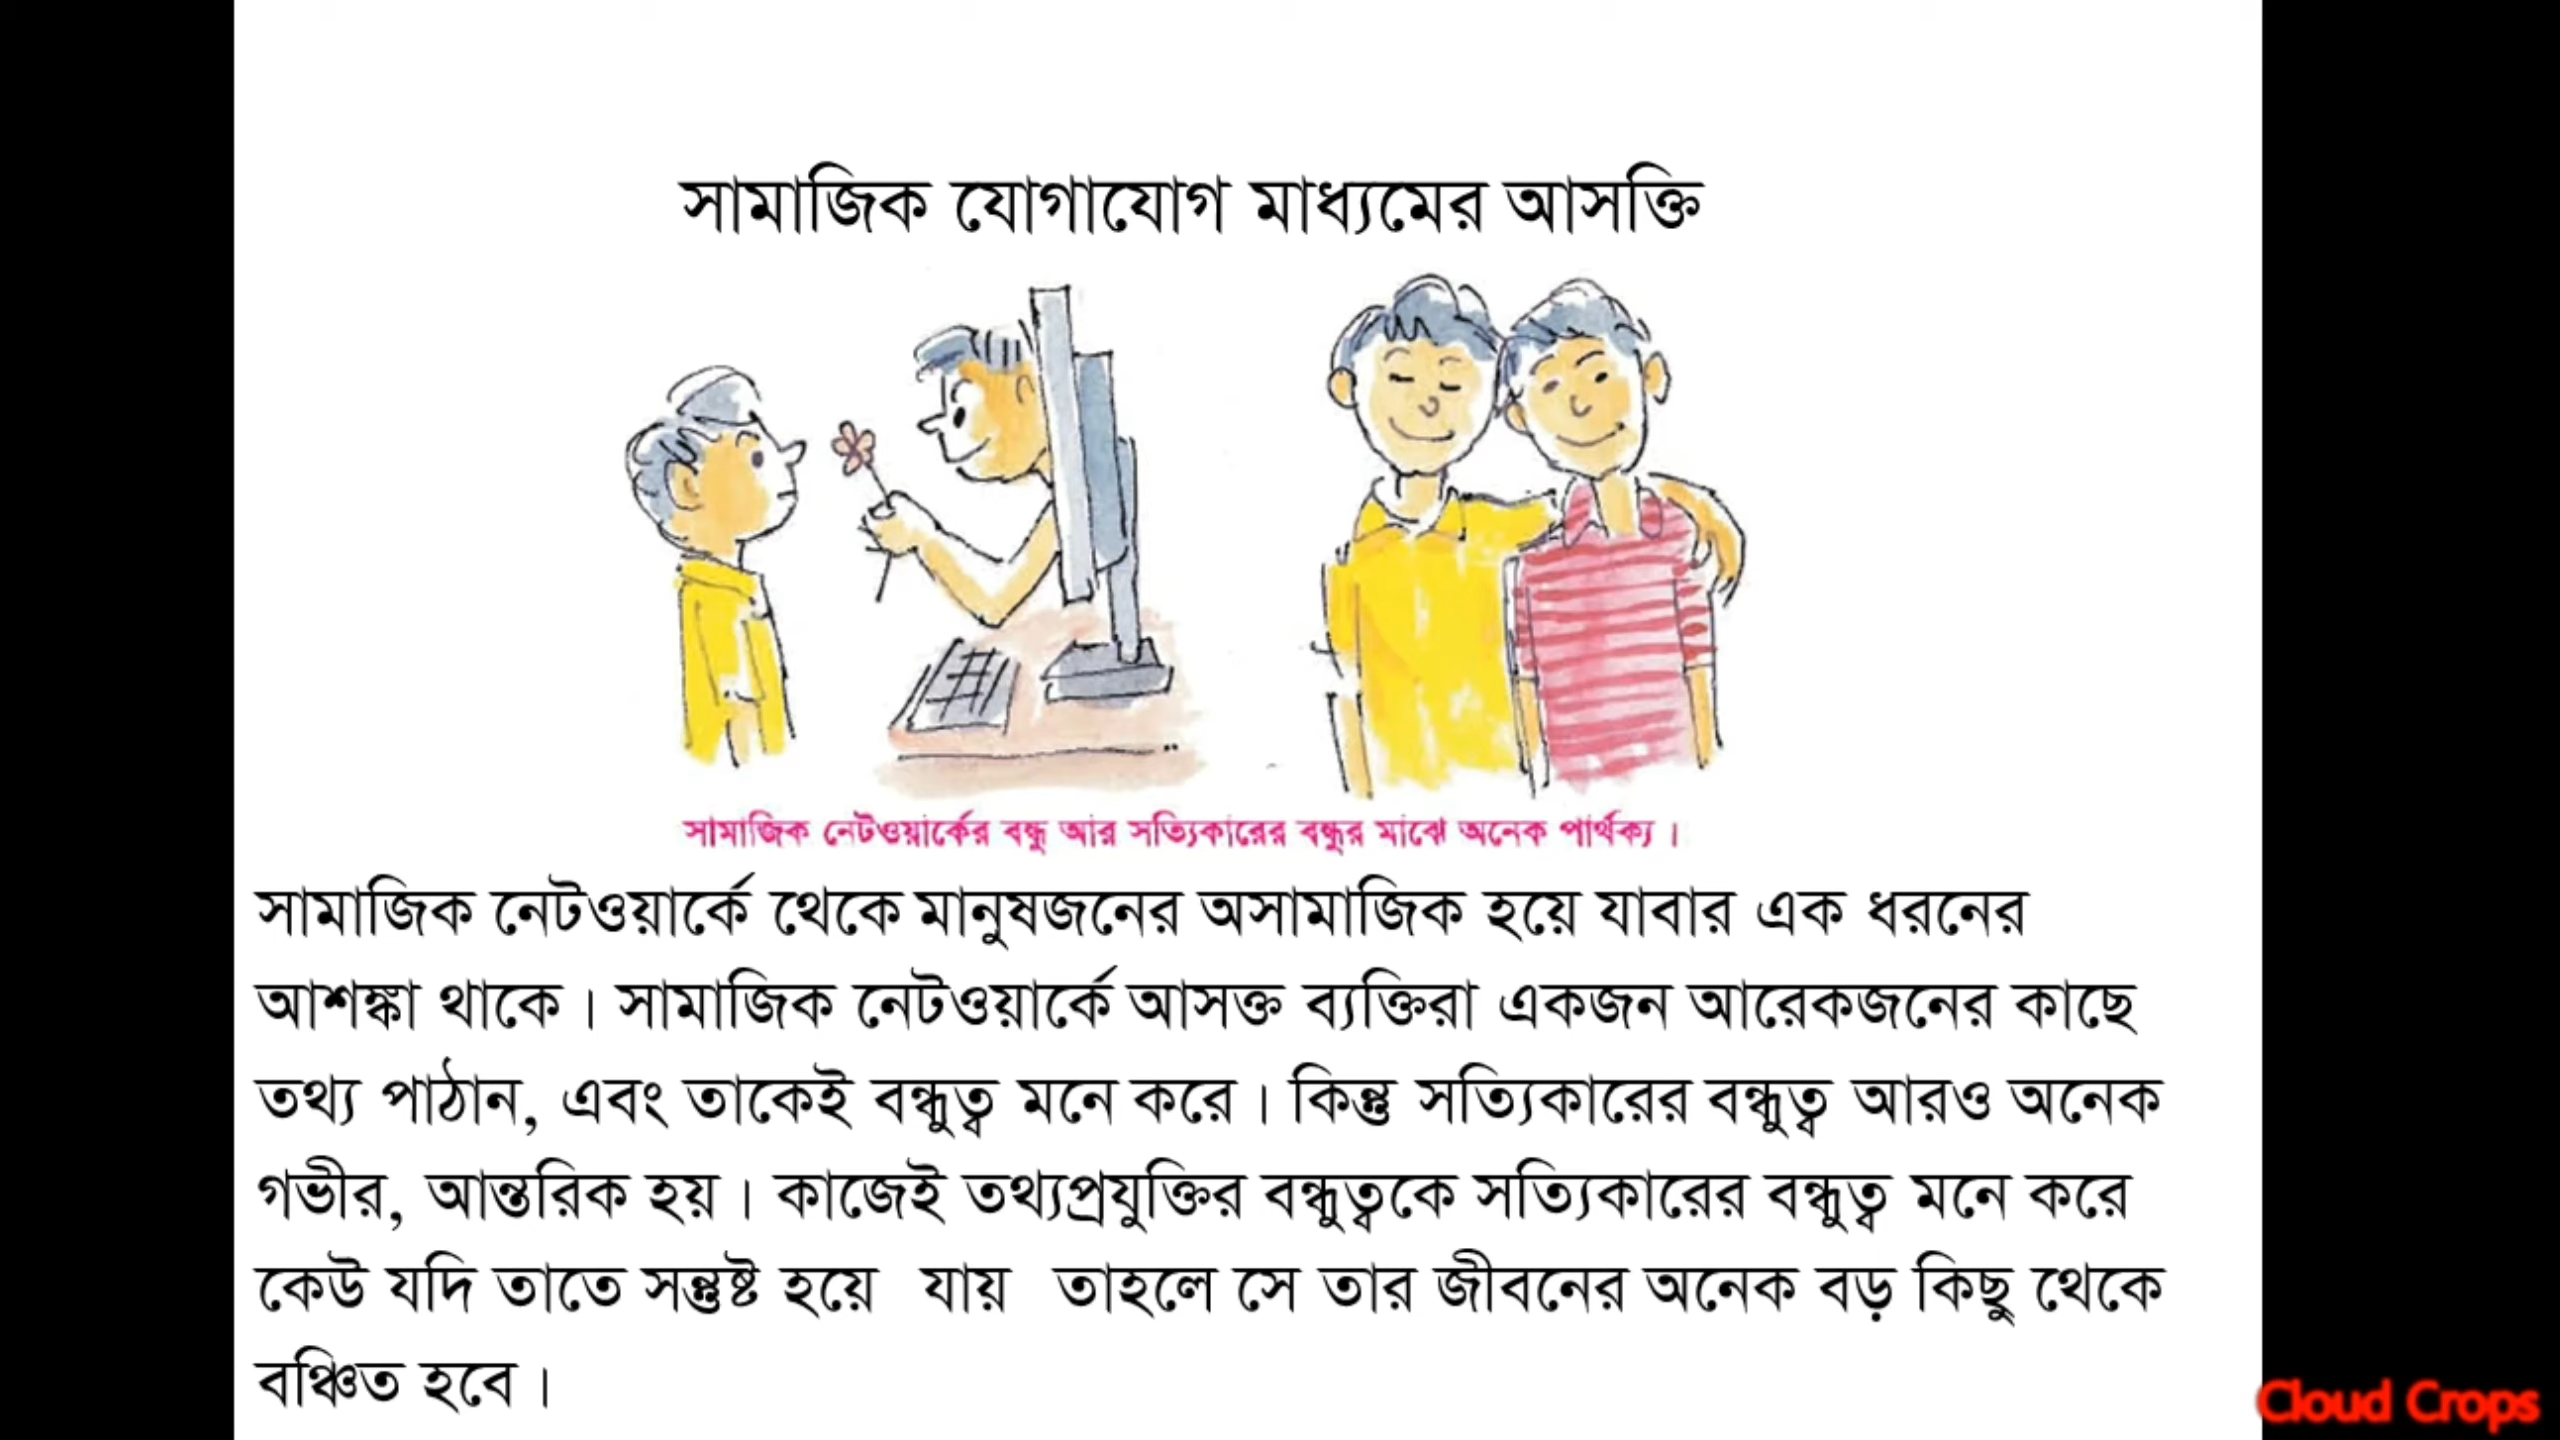 সামাজিক যোগাযোগ মাধ্যমের আসক্তি
সামাজিক নেটওয়ার্কের বন্ধু আর সত্যিকারের বন্ধুর মাঝে অনেক পার্থক্য ।
সামাজিক নেটওয়ার্কে থেকে মানুষজনের অসামাজিক হয়ে যাবার এক ধরনের
আশঙ্কা থাকে । সামাজিক নেটওয়ার্কে আসক্ত ব্যক্তিরা একজন আরেকজনের কাছে
তথ্য পাঠান, এবং তাকেই বন্ধুত্ব মনে করে । কিন্তু সত্যিকারের বন্ধুত্ব আরও অনেক
গভীর, আন্তরিক হয় । কাজেই তথ্যপ্রযুক্তির বন্ধুত্বকে সত্যিকারের বন্ধুত্ব মনে করে
কেউ যদি তাতে সন্তুষ্ট হয়ে যায় তাহলে সে তার জীবনের অনেক বড় কিছু থেকে
বঞ্চিত হবে ।
Cloud Crops